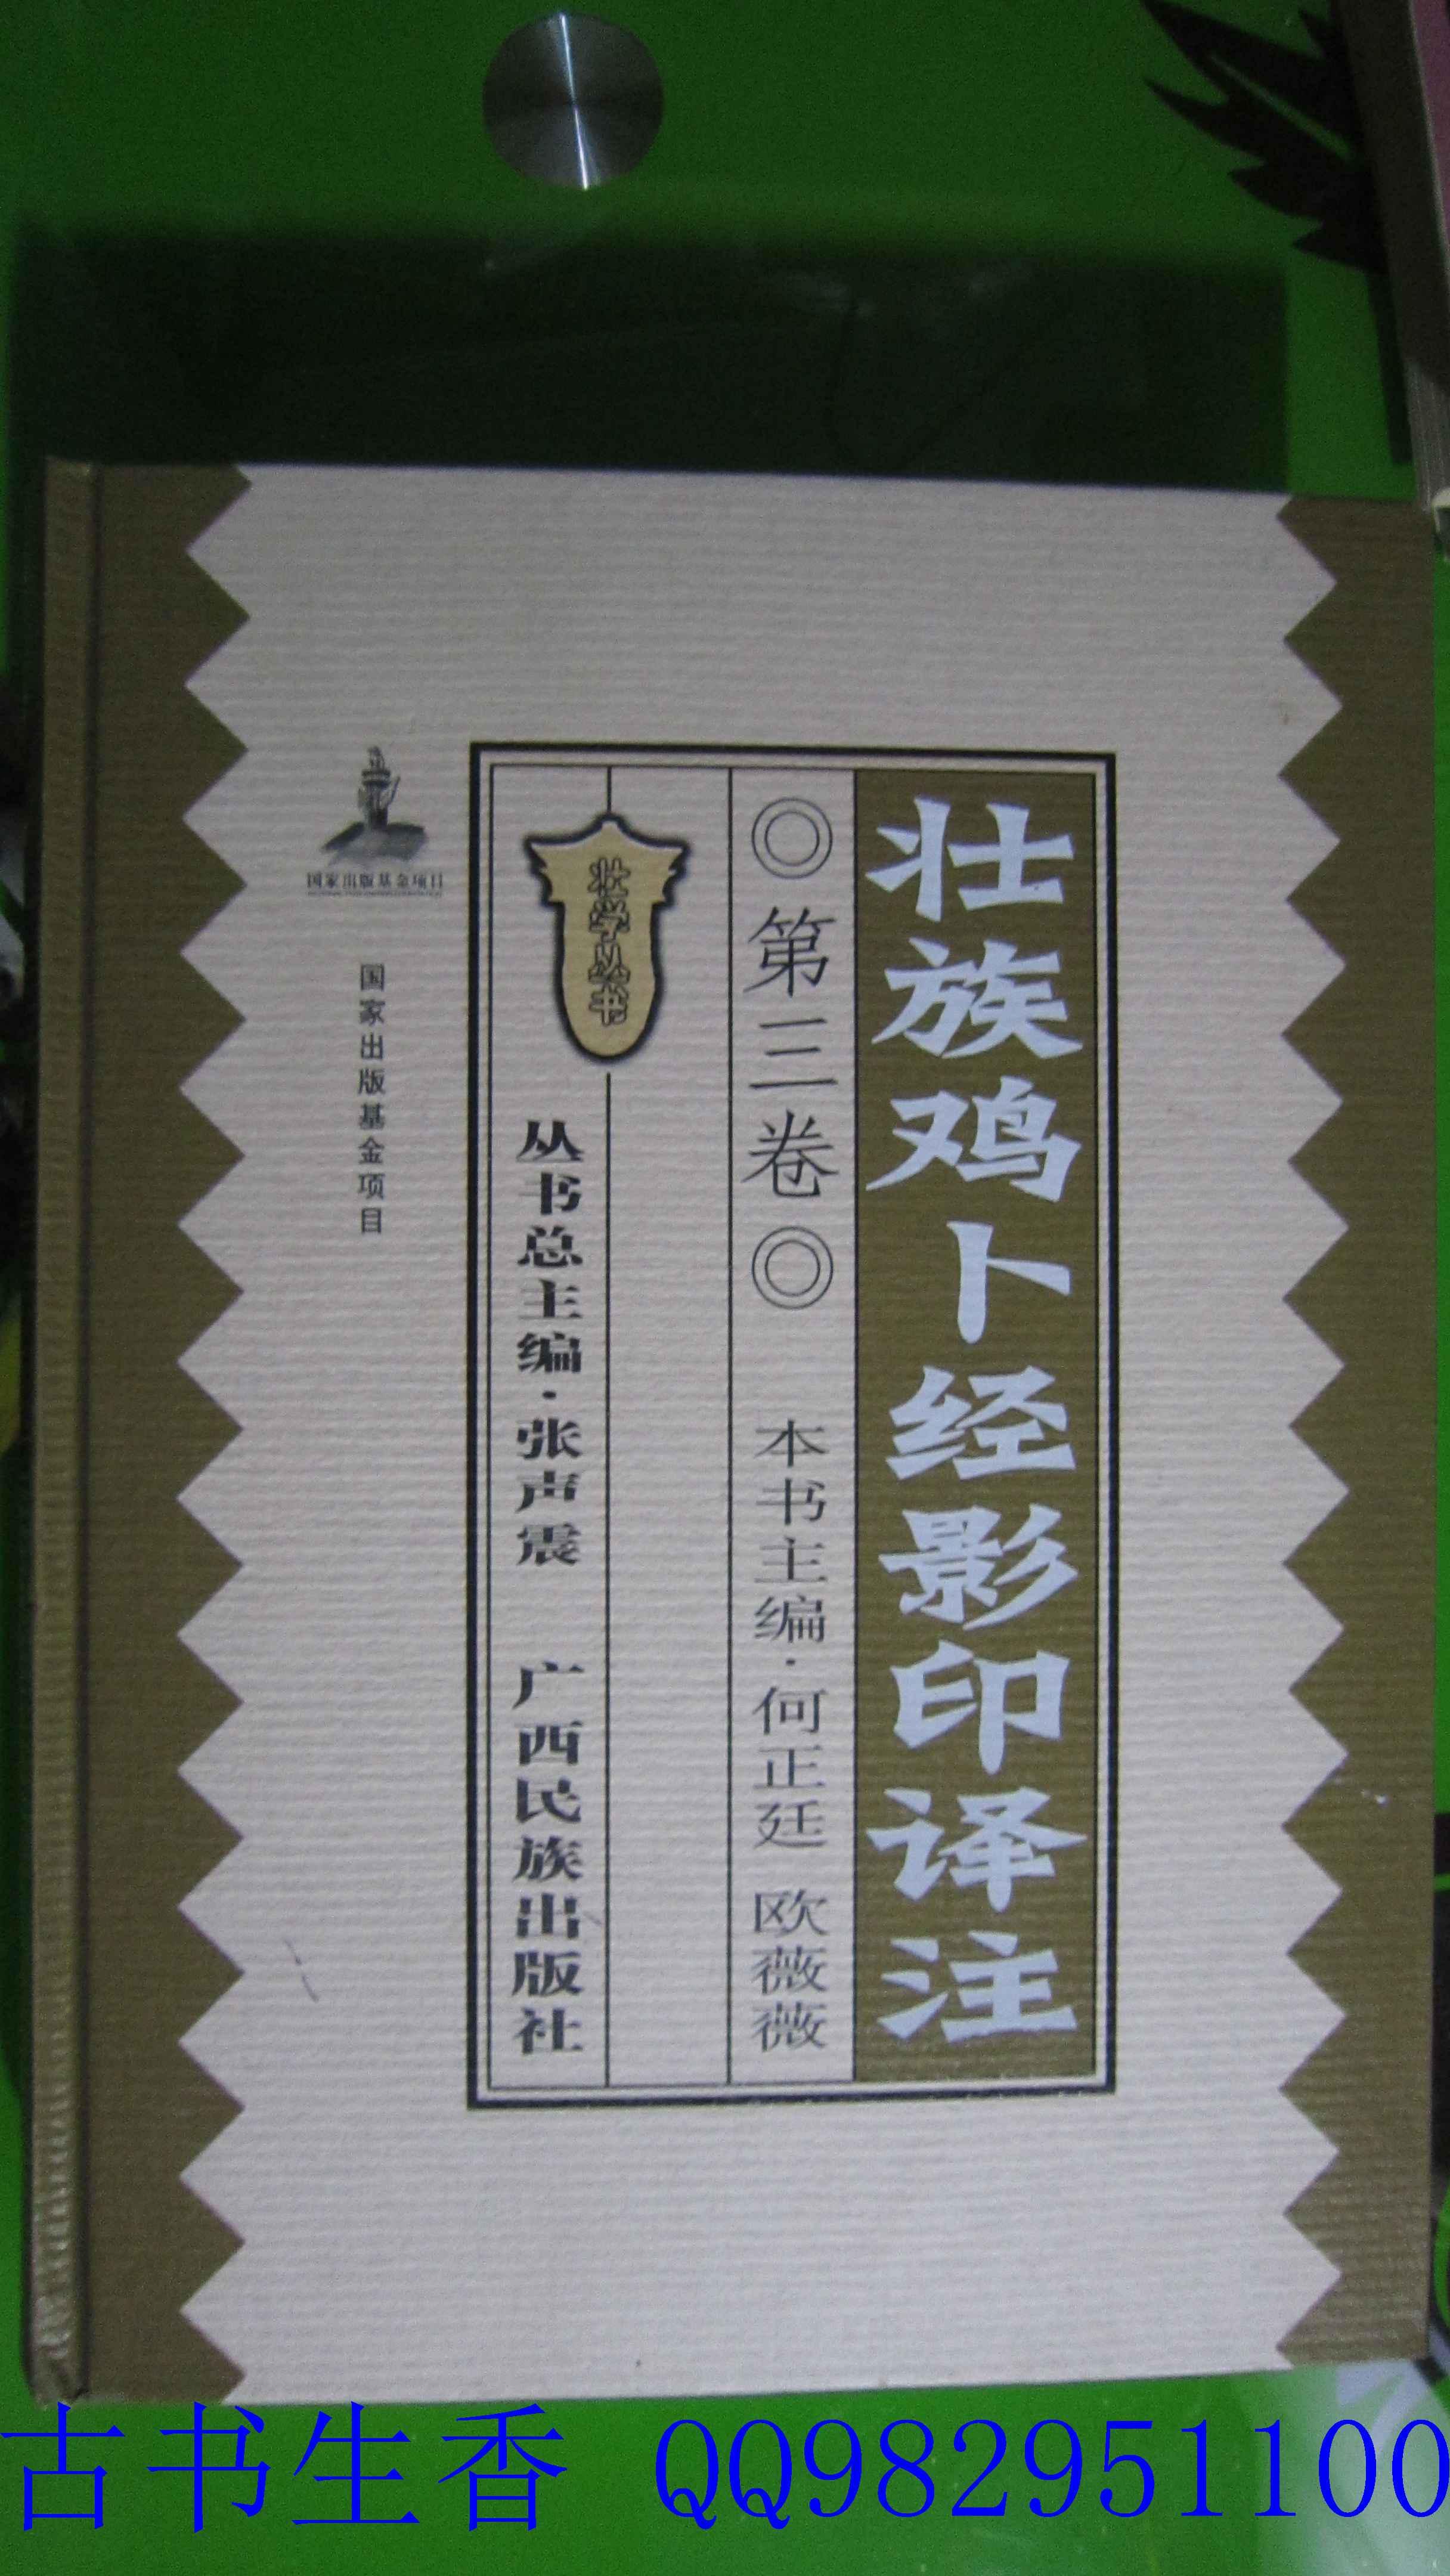 壮族鸡卜经影印译注
◎第三卷◎ 本书主编·何正廷 欧薇薇
壮学丛书
丛书总主编·张声震 广西民族出版社
国家出版基金项目
国家出版基金项目
古书生香 QQ982951100